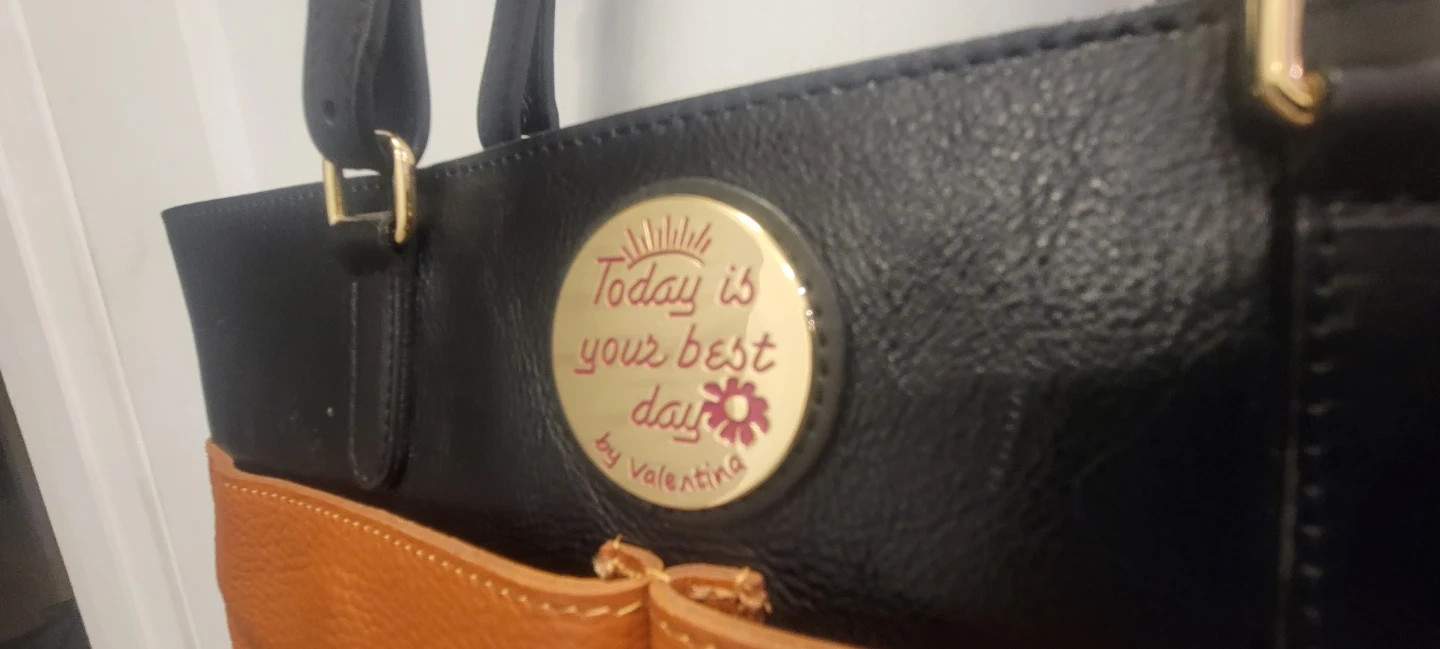 Today is
your best
day
by Valentina